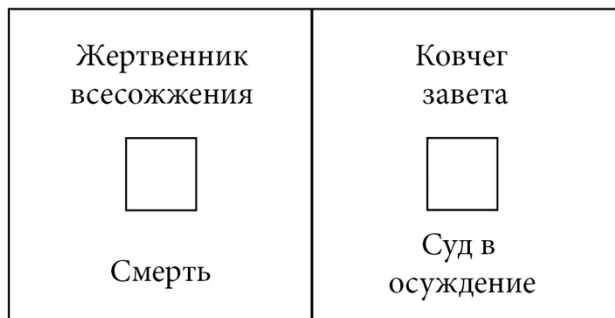 Жертвенник
всесожжения
Смерть
Ковчег
завета
Суд в
осуждение